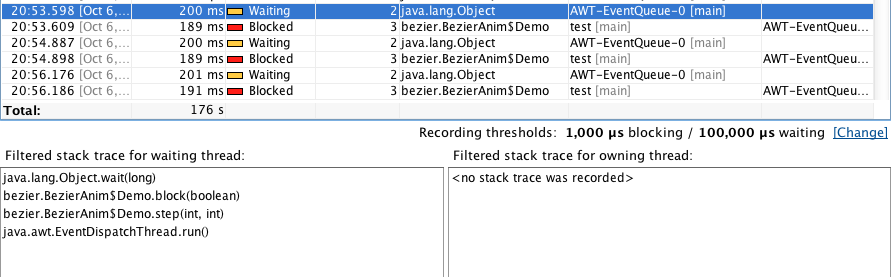 20:53.598 [Oct 6,... 200 ms Waiting 2 java.lang.Object AWT-EventQueue-0 [main]
20:53.609 [Oct 6,... 189 ms Blocked 3 bezier.BezierAnim$Demo test [main] AWT-EventQueu...
20:54.887 [Oct 6,... 200 ms Waiting 2 java.lang.Object AWT-EventQueue-0 [main]
20:54.898 [Oct 6,... 189 ms Blocked 3 bezier.BezierAnim$Demo test [main] AWT-EventQueu...
20:56.176 [Oct 6,... 201 ms Waiting 2 java.lang.Object AWT-EventQueue-0 [main]
20:56.186 [Oct 6,... 191 ms Blocked 3 bezier.BezierAnim$Demo test [main] AWT-EventQueu...
Total: 176 s
Recording thresholds: 1,000 µs blocking / 100,000 µs waiting [Change]
Filtered stack trace for waiting thread: Filtered stack trace for owning thread:
java.lang.Object.wait(long) <no stack trace was recorded>
bezier.BezierAnim$Demo.block(boolean)
bezier.BezierAnim$Demo.step(int, int)
java.awt.EventDispatchThread.run()